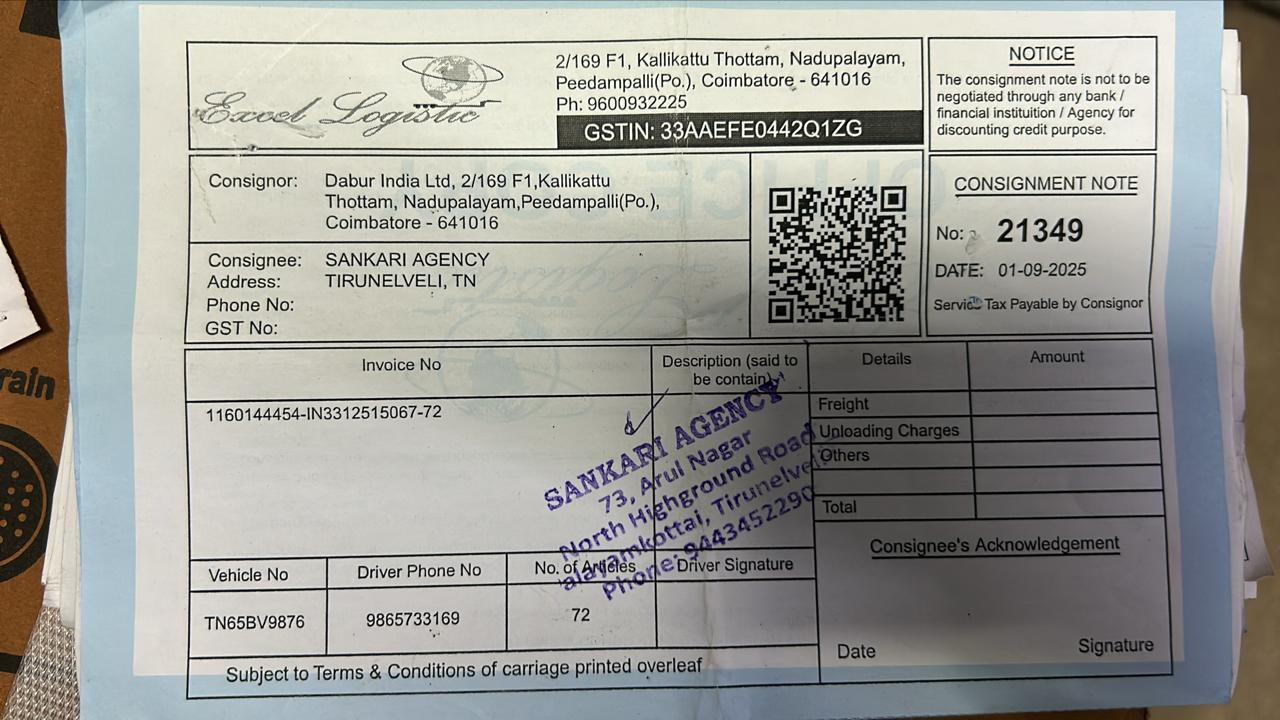 Excel Logistic
2/169 F1, Kallikattu Thottam, Nadupalayam,
Peedampalli(Po.), Coimbatore - 641016
Ph: 9600932225
GSTIN: 33AAEFE0442Q1ZG
NOTICE
The consignment note is not to be
negotiated through any bank /
financial instituition / Agency for
discounting credit purpose.
Consignor: Dabur India Ltd, 2/169 F1,Kallikattu
Thottam, Nadupalayam,Peedampalli(Po.),
Coimbatore - 641016
Consignee: SANKARI AGENCY
Address: TIRUNELVELI, TN
Phone No:
GST No:
CONSIGNMENT NOTE
No: 21349
DATE: 01-09-2025
Service Tax Payable by Consignor
Invoice No
Description (said to
be contain)
Details
Amount
1160144454-IN3312515067-72
Freight
Uploading Charges
Others
Total
SANKARI AGENCY
73, Arul Nagar
North Highground Road
alayamkottai, Tirunelveli
Phone: 9443452290
Vehicle No
Driver Phone No
No. of Articles
Driver Signature
TN65BV9876
9865733169
72
Consignee's Acknowledgement
Date
Signature
Subject to Terms & Conditions of carriage printed overleaf
rain